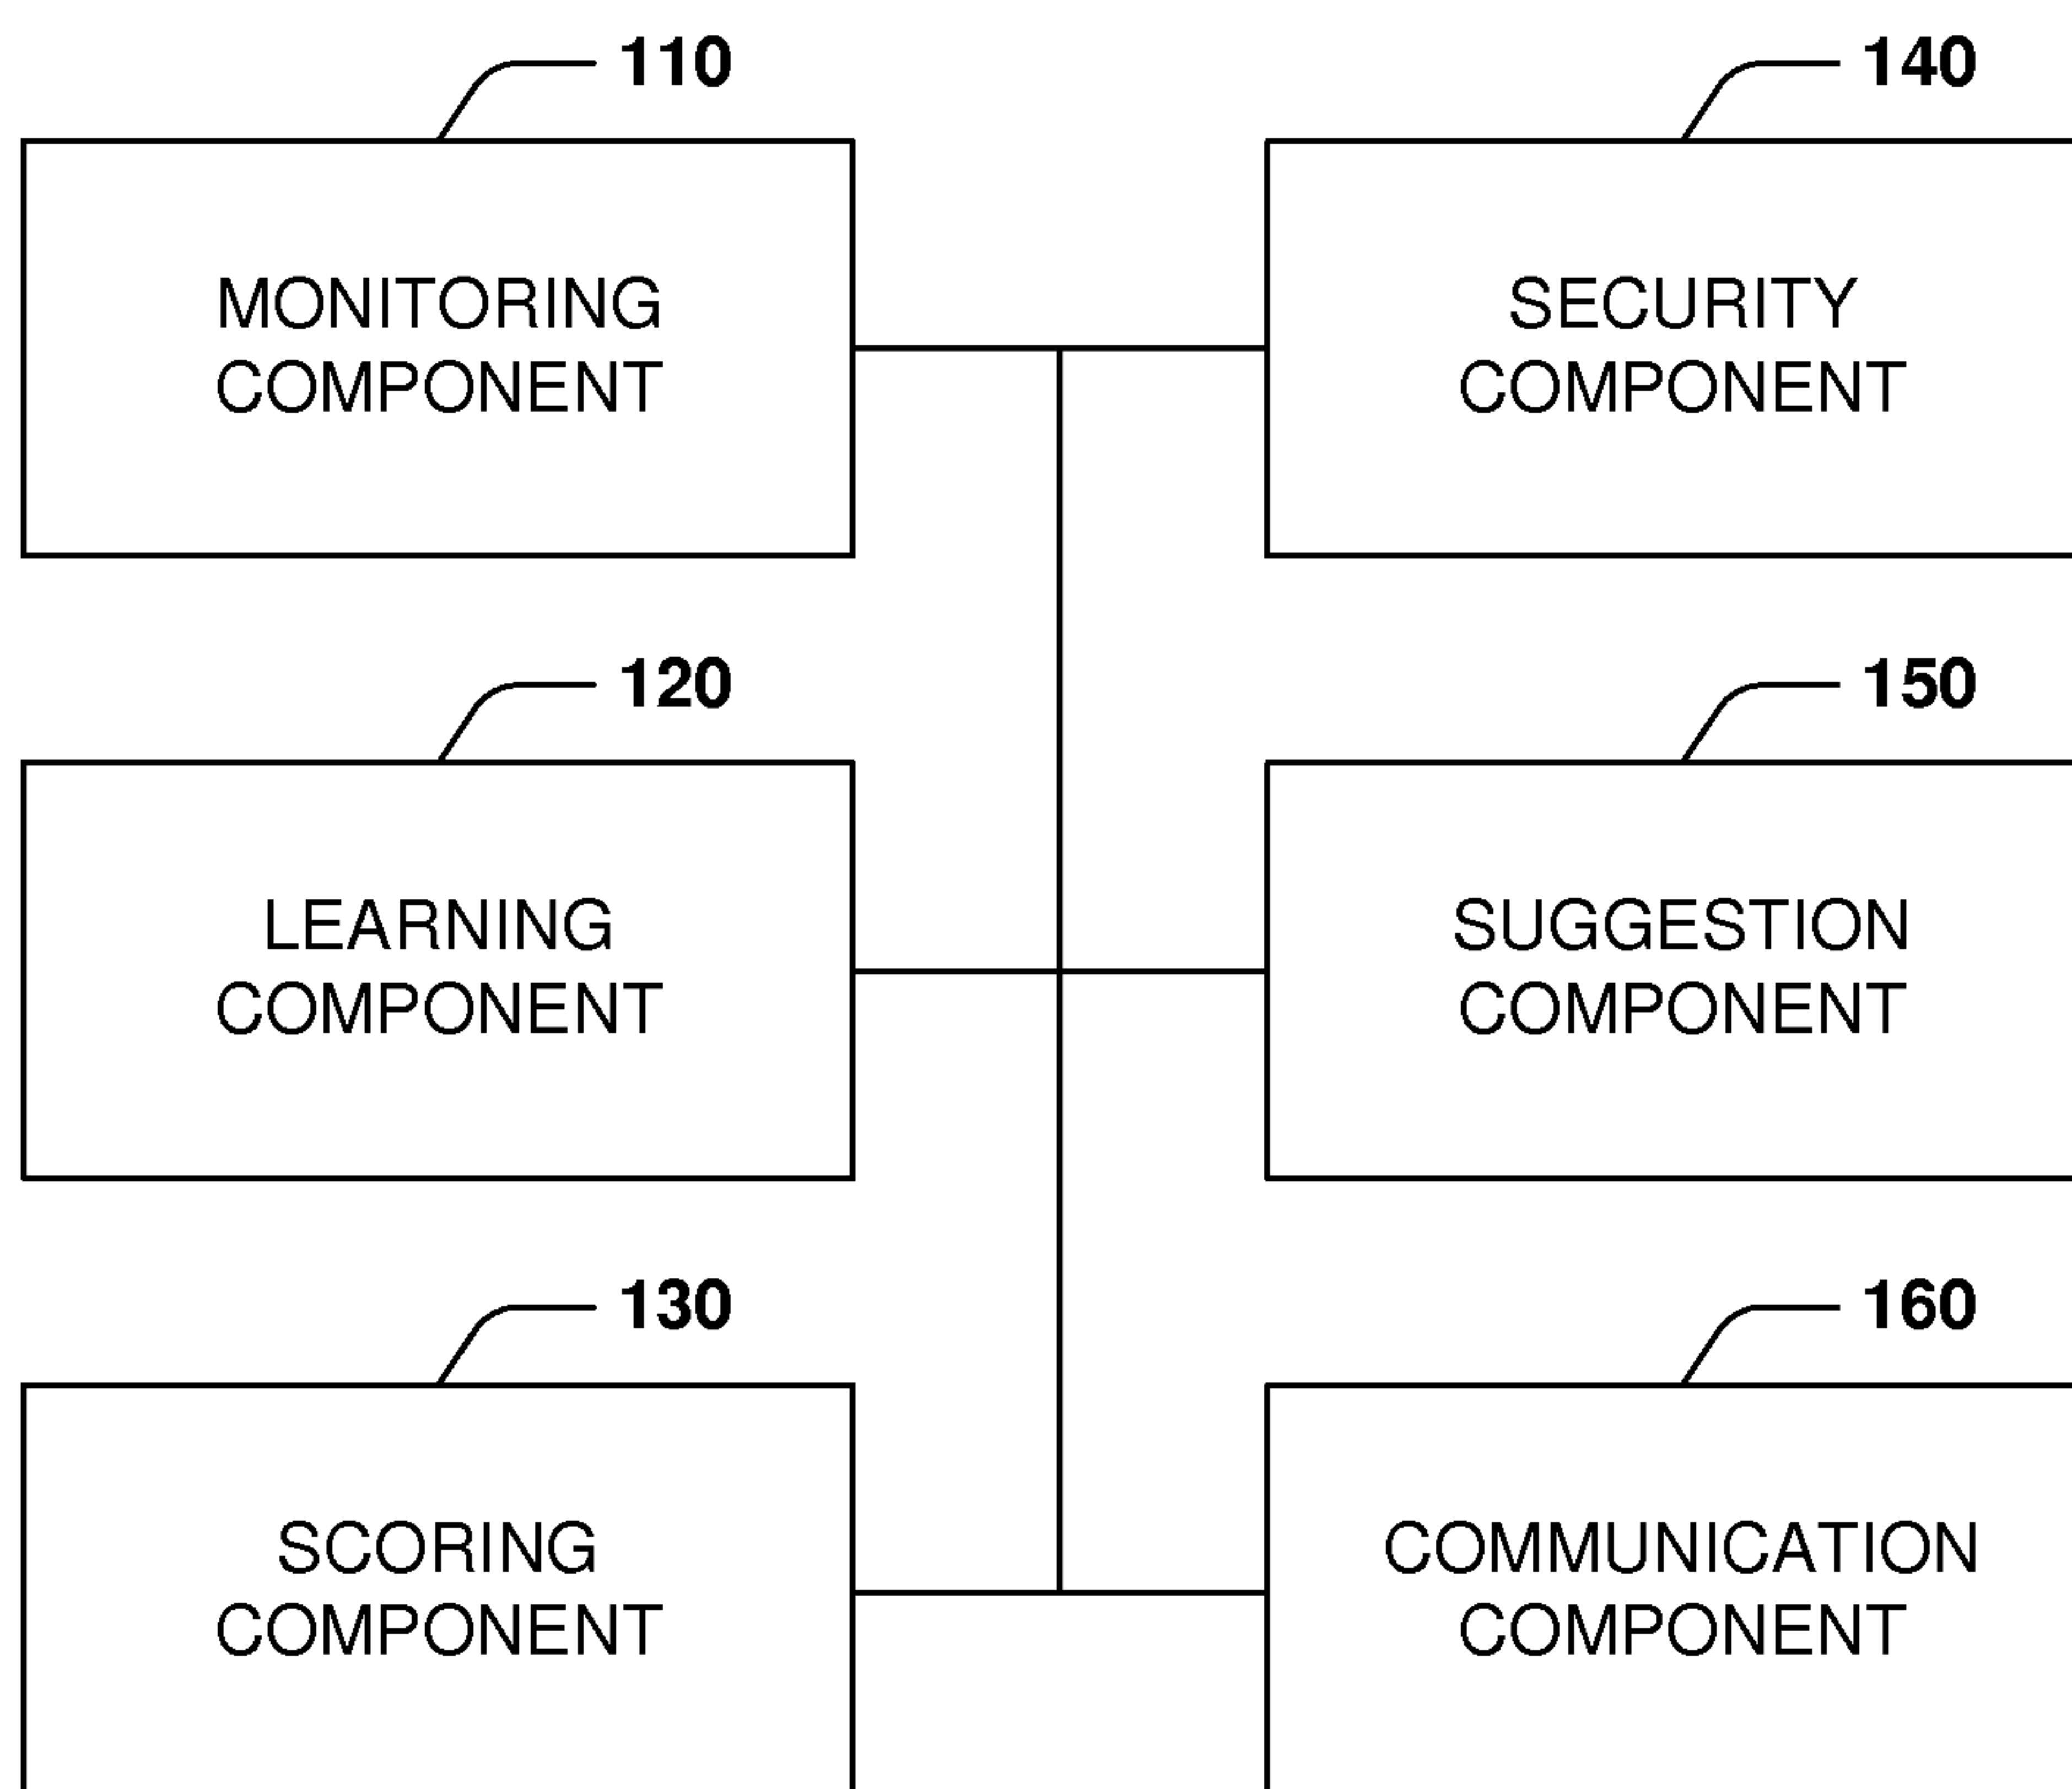 110
MONITORING
COMPONENT
140
SECURITY
COMPONENT
120
LEARNING
COMPONENT
150
SUGGESTION
COMPONENT
130
SCORING
COMPONENT
160
COMMUNICATION
COMPONENT